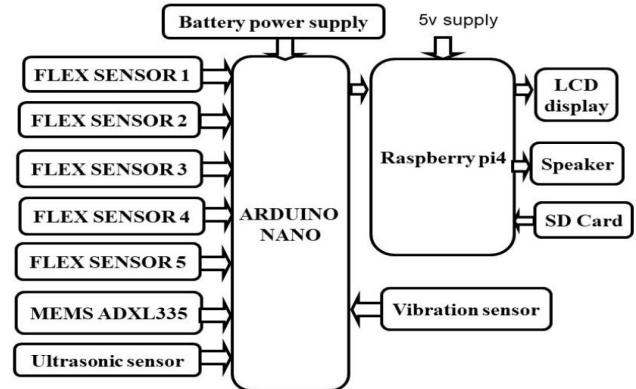 Battery power supply
5v supply
FLEX SENSOR 1
FLEX SENSOR 2
FLEX SENSOR 3
FLEX SENSOR 4
FLEX SENSOR 5
MEMS ADXL335
Ultrasonic sensor
ARDUINO
NANO
Raspberry pi4
LCD
display
Speaker
SD Card
Vibration sensor